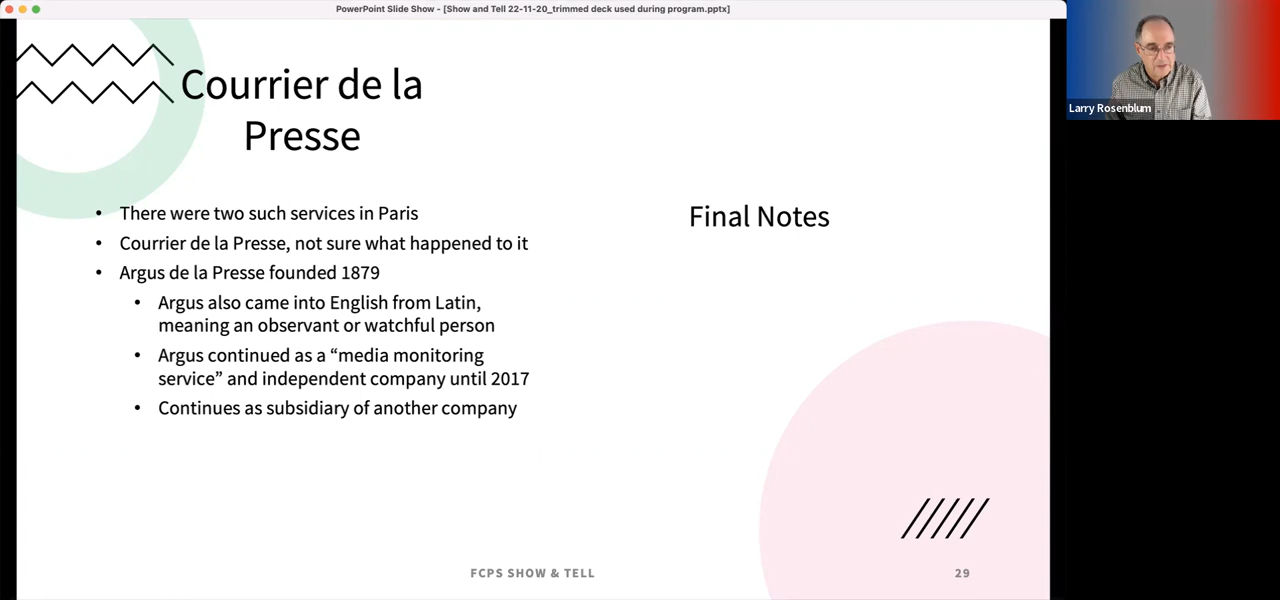 PowerPoint Slide Show - [Show and Tell 22-11-20_trimmed deck used during program.pptx]
Larry Rosenblum
Courrier de la
Presse
• There were two such services in Paris
• Courrier de la Presse, not sure what happened to it
• Argus de la Presse founded 1879
• Argus also came into English from Latin,
meaning an observant or watchful person
• Argus continued as a “media monitoring
service” and independent company until 2017
• Continues as subsidiary of another company
Final Notes
FCPS SHOW & TELL
29